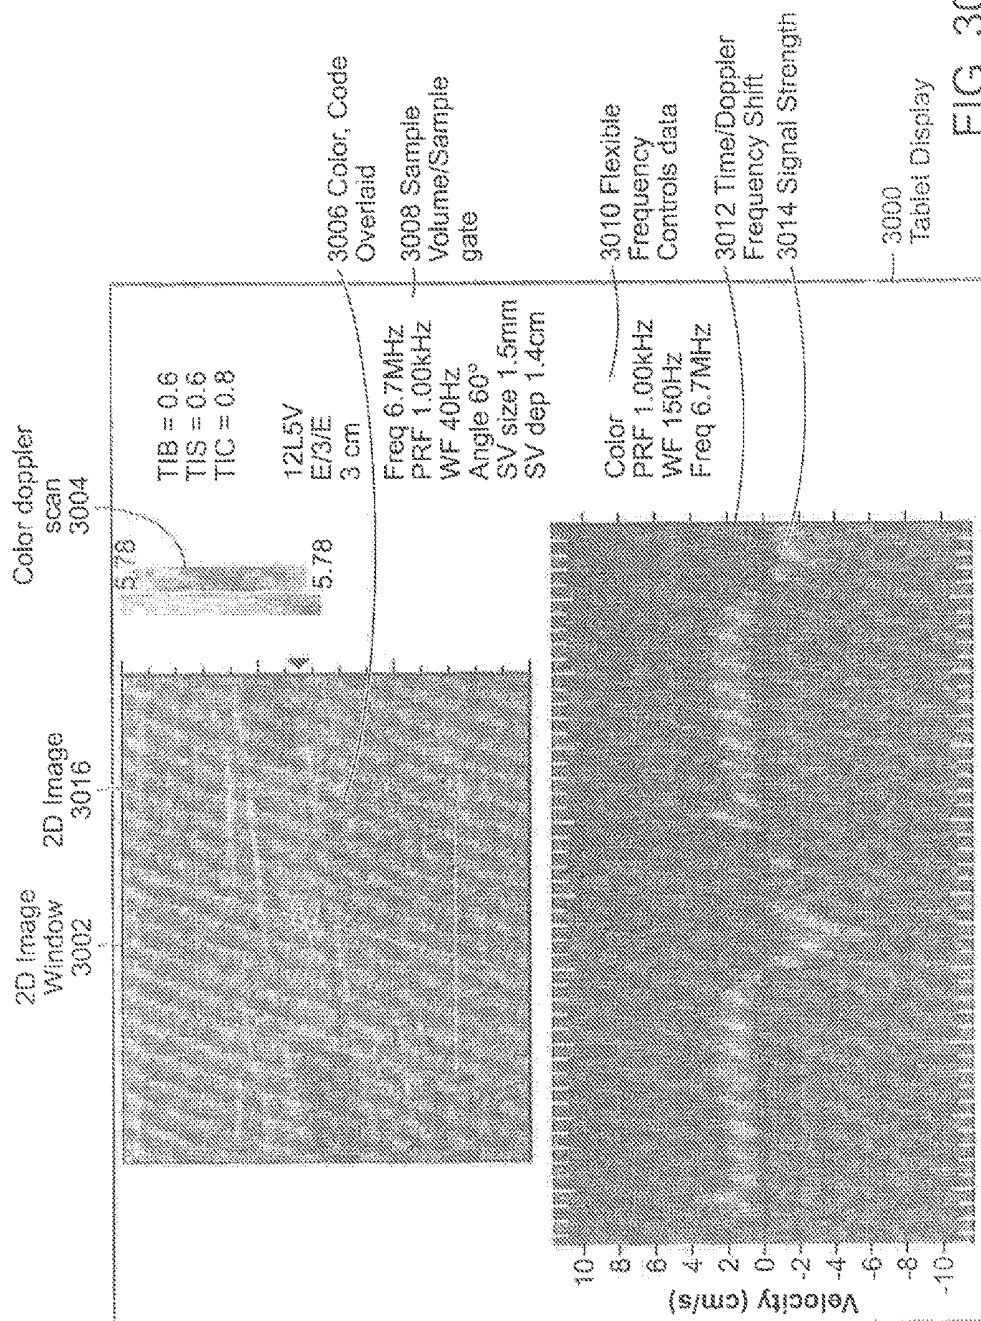 2D Image
Window
3002
2D Image
3016
Color doppler
scan
3004
5.78
5.78
TIB = 0.6
TIS = 0.6
TIC = 0.8
12L5V
E/3/E
3 cm
Freq 6.7MHz
PRF 1.00kHz
WF 40Hz
Angle 60°
SV size 1.5mm
SV dep 1.4cm
Color
PRF 1.00kHz
WF 150Hz
Freq 6.7MHz
3006 Color, Code
Overlaid
3008 Sample
Volume/Sample
gate
3010 Flexible
Frequency
Controls data
3012 Time/Doppler
Frequency Shift
3014 Signal Strength
3000
Tablet Display
Velocity (cm/s)
10
8
6
4
2
0
-2
-4
-6
-8
-10
FIG. 30